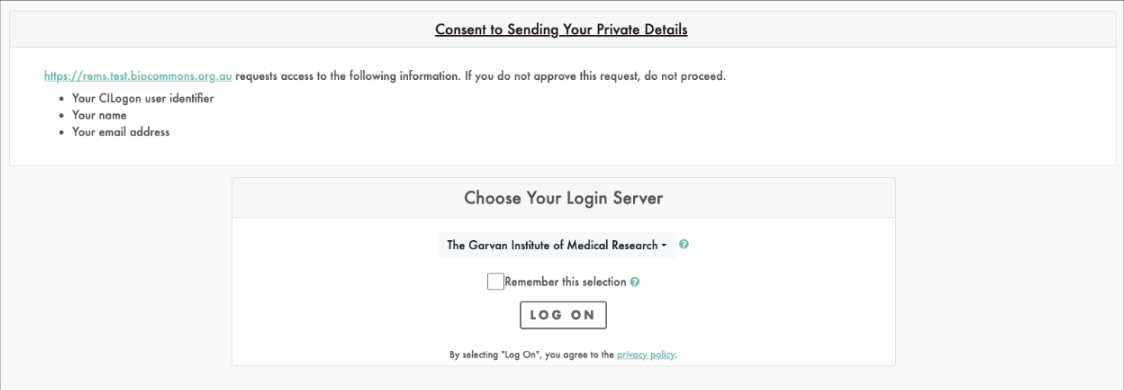 Consent to Sending Your Private Details
https://rems.test.biocommons.org.au requests access to the following information. If you do not approve this request, do not proceed.
• Your CILogon user identifier
• Your name
• Your email address
Choose Your Login Server
The Garvan Institute of Medical Research
Remember this selection
LOG ON
By selecting "Log On", you agree to the privacy policy.